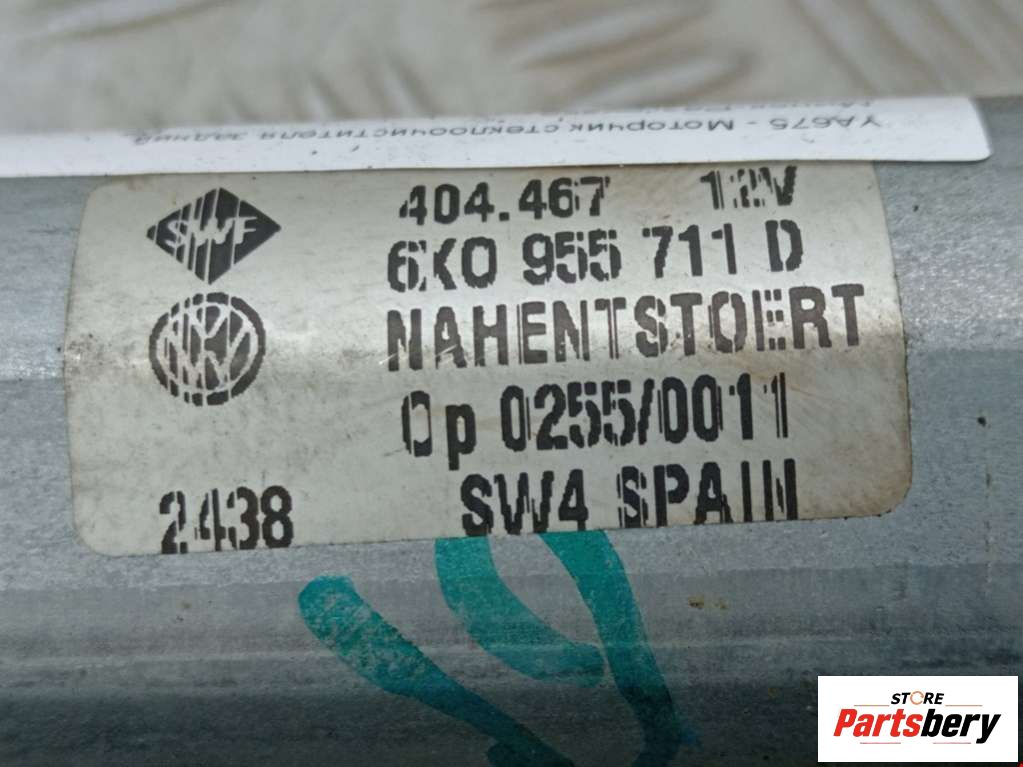 YA675 - Моторчик стеклоочистителя задний
SWF
404.467 12V
6K0 955 711 D
NAHENTSTOERT
Op 0255/0011
2438 SW4 SPAIN
STORE
Partsbery